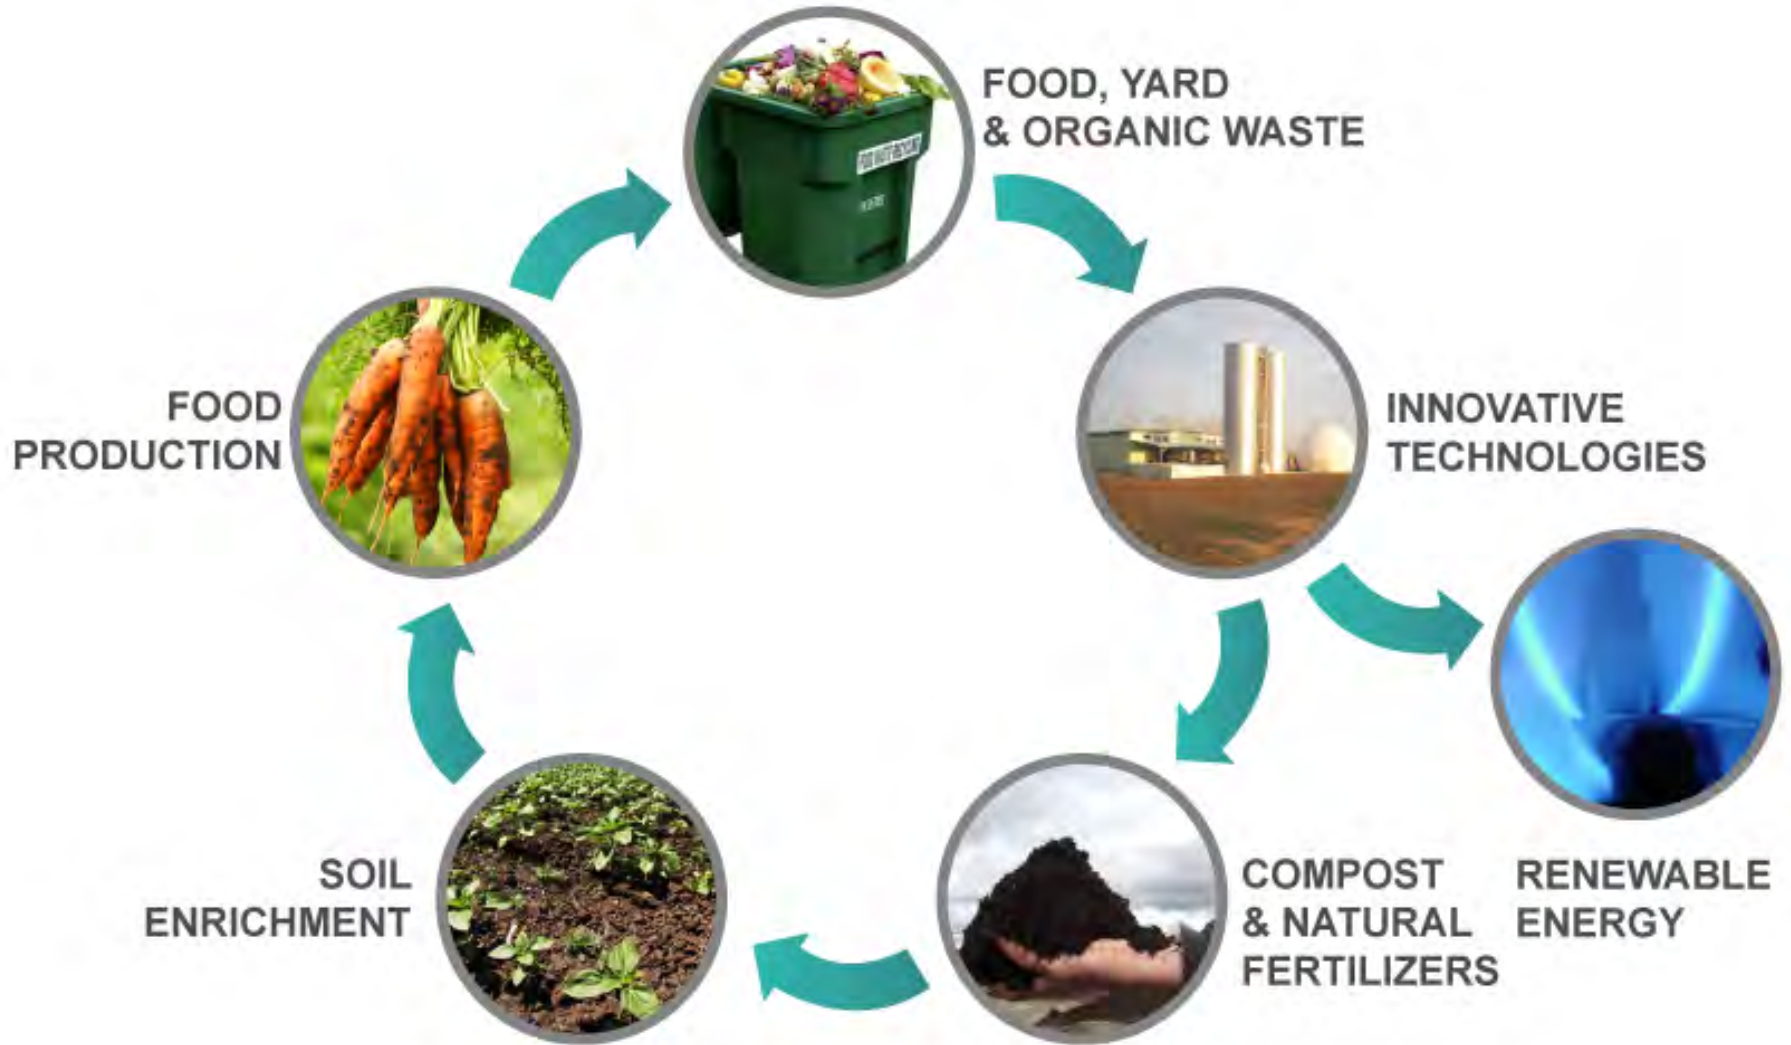 FOOD, YARD
& ORGANIC WASTE
INNOVATIVE
TECHNOLOGIES
RENEWABLE
ENERGY
COMPOST
& NATURAL
FERTILIZERS
SOIL
ENRICHMENT
FOOD
PRODUCTION